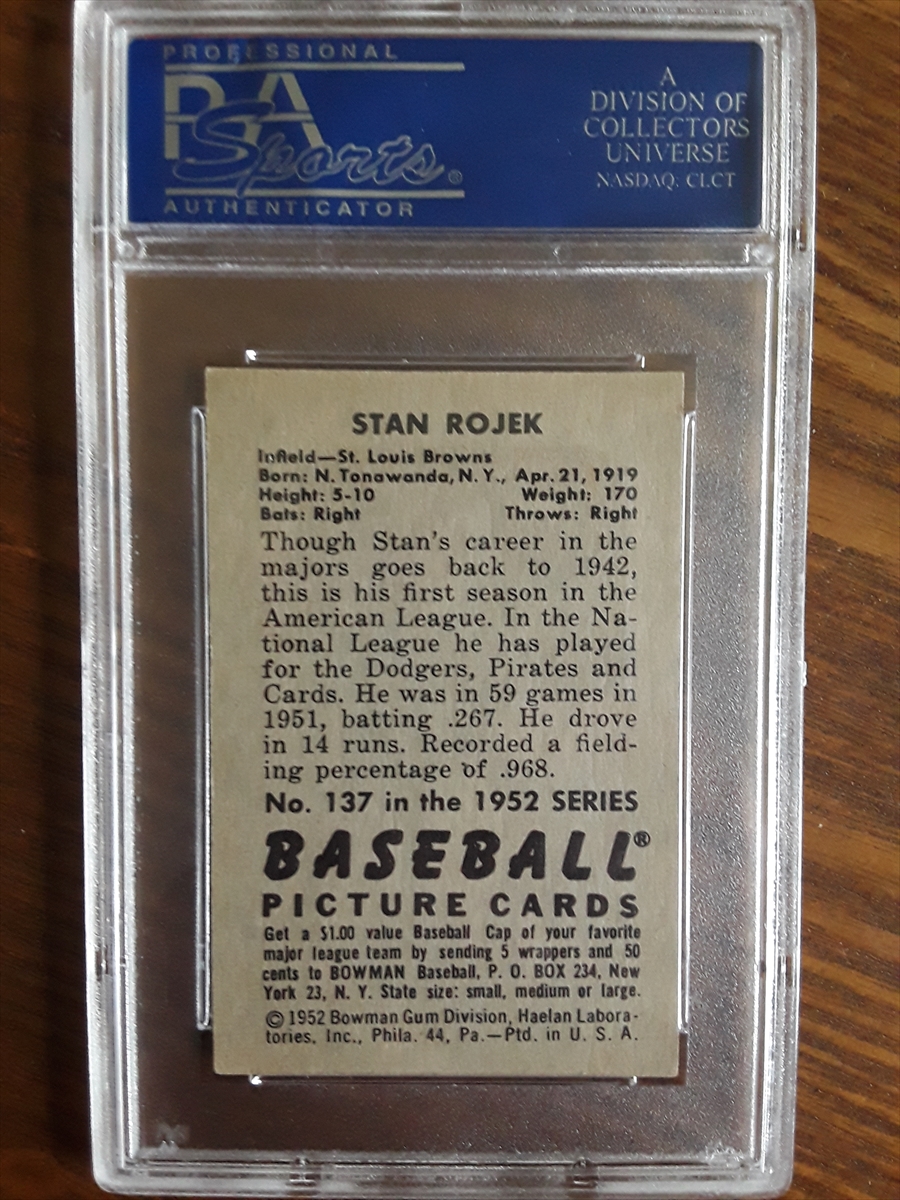 PROFESSIONAL
PSA
Sports®
AUTHENTICATOR
A
DIVISION OF
COLLECTORS
UNIVERSE
NASDAQ: CLCT
STAN ROJEK
Infield—St. Louis Browns
Born: N. Tonawanda, N. Y., Apr. 21, 1919
Height: 5-10 Weight: 170
Bats: Right Throws: Right
Though Stan's career in the
majors goes back to 1942,
this is his first season in the
American League. In the Na-
tional League he has played
for the Dodgers, Pirates and
Cards. He was in 59 games in
1951, batting .267. He drove
in 14 runs. Recorded a field-
ing percentage of .968.
No. 137 in the 1952 SERIES
BASEBALL®
PICTURE CARDS
Get a $1.00 value Baseball Cap of your favorite
major league team by sending 5 wrappers and 50
cents to BOWMAN Baseball, P. O. BOX 234, New
York 23, N. Y. State size: small, medium or large.
© 1952 Bowman Gum Division, Haelan Labora-
tories, Inc., Phila. 44, Pa.—Ptd. in U. S. A.